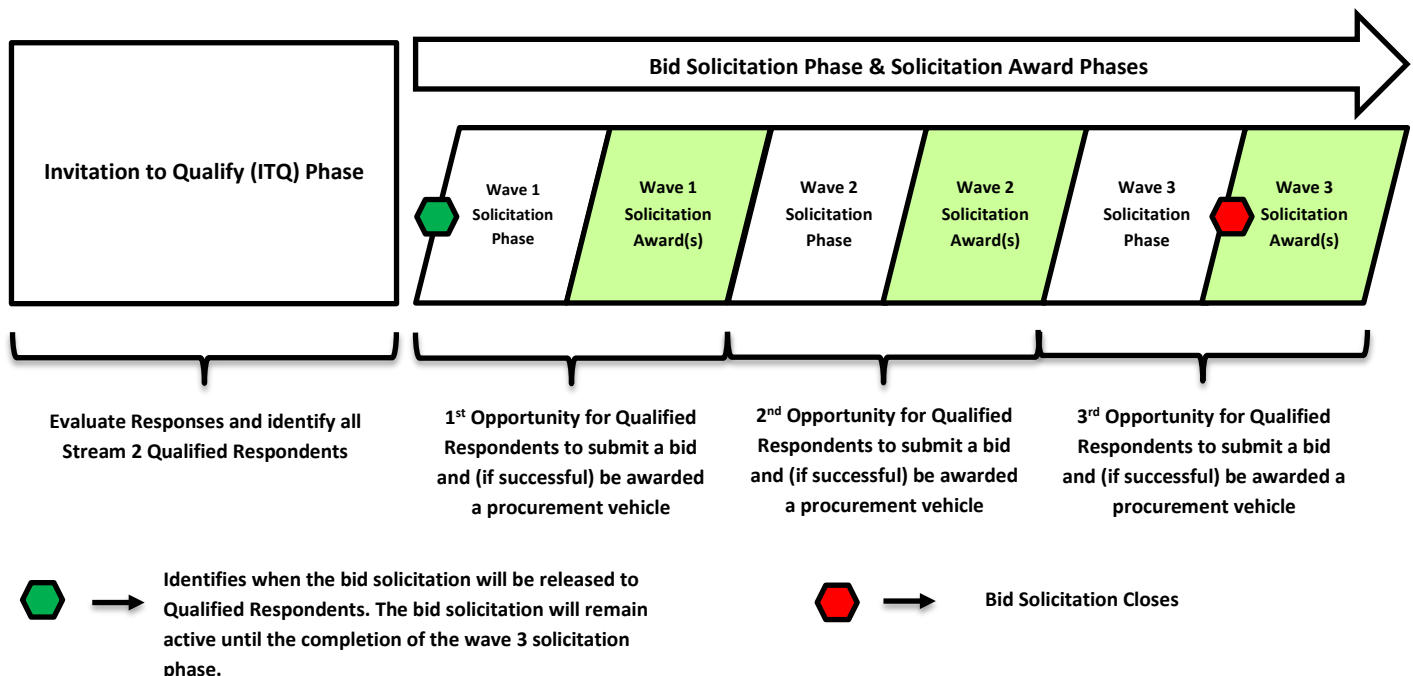 Bid Solicitation Phase & Solicitation Award Phases
Invitation to Qualify (ITQ) Phase
Wave 1
Solicitation
Phase
Wave 1
Solicitation
Award(s)
Wave 2
Solicitation
Phase
Wave 2
Solicitation
Award(s)
Wave 3
Solicitation
Phase
Wave 3
Solicitation
Award(s)
Evaluate Responses and identify all
Stream 2 Qualified Respondents
1st Opportunity for Qualified
Respondents to submit a bid
and (if successful) be awarded
a procurement vehicle
2nd Opportunity for Qualified
Respondents to submit a bid
and (if successful) be awarded
a procurement vehicle
3rd Opportunity for Qualified
Respondents to submit a bid
and (if successful) be awarded a
procurement vehicle
Identifies when the bid solicitation will be released to
Qualified Respondents. The bid solicitation will remain
active until the completion of the wave 3 solicitation
phase.
Bid Solicitation Closes